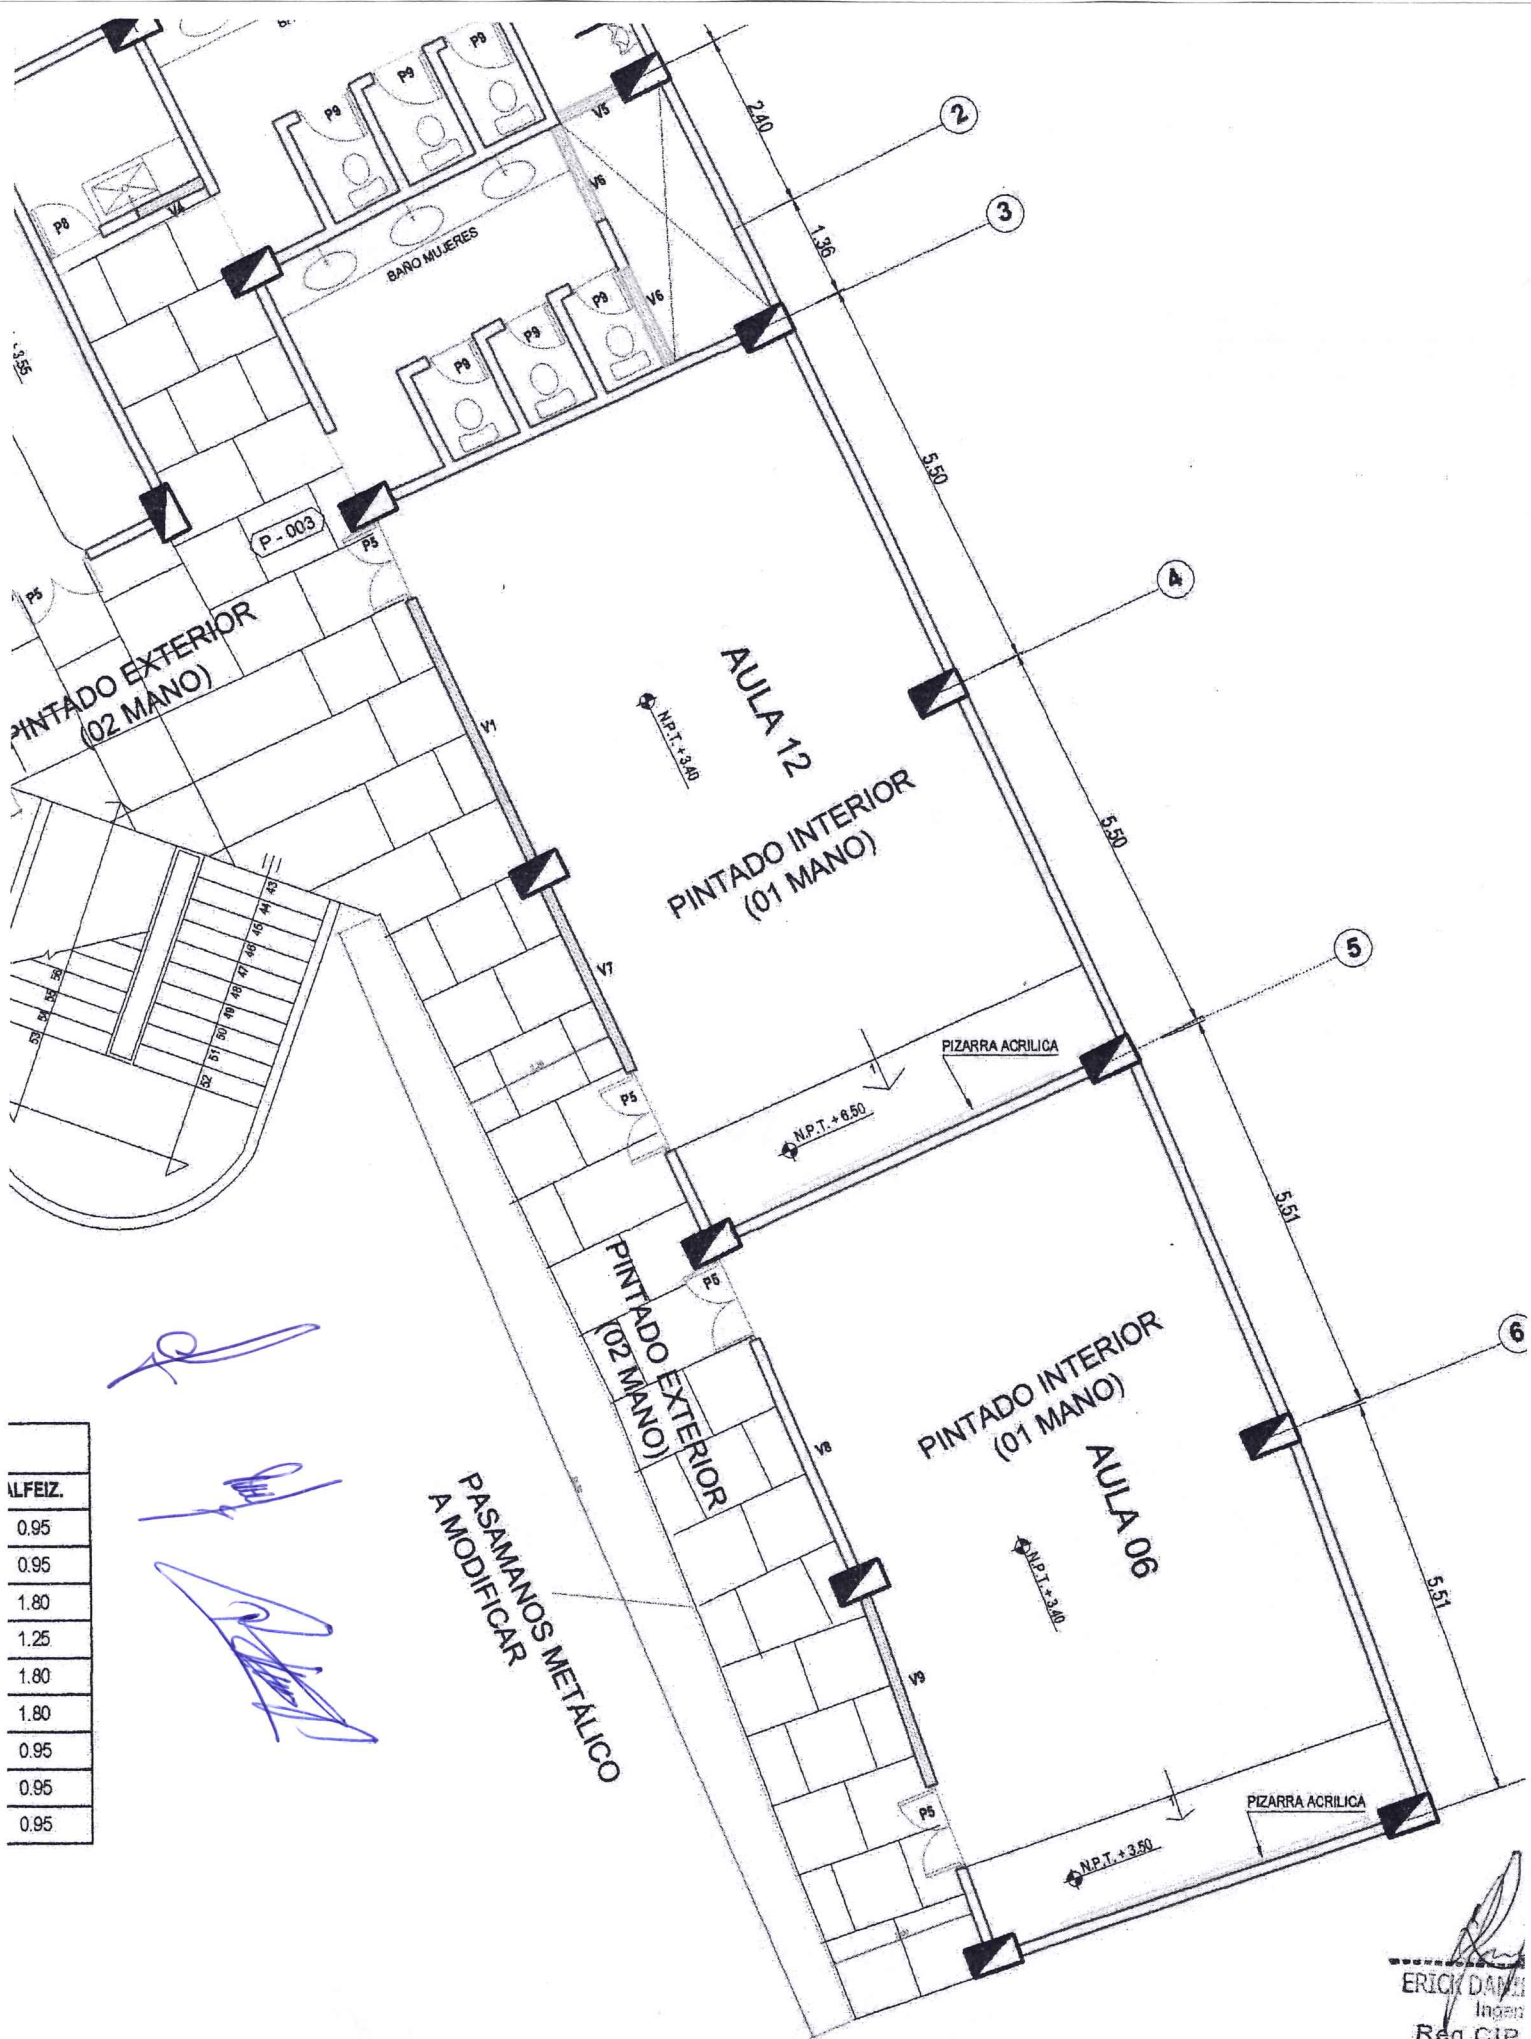 P9
P9
P9
V5
2.40
2
V6
1.36
3
P8
V4
BAÑO MUJERES
V6
P9
P9
P9
3.55
5.50
P - 003
P5
P5
4
PINTADO EXTERIOR
(02 MANO)
AULA 12
N.P.T. +3.40
V1
PINTADO INTERIOR
(01 MANO)
5.50
43
44
45
46
47
48
49
50
51
52
56
55
54
53
5
V7
PIZARRA ACRILICA
1
P5
N.P.T. + 6.50
5.51
PINTADO EXTERIOR
(02 MANO)
P5
6
PINTADO INTERIOR
(01 MANO)
AULA 06
V8
N.P.T. +3.40
PASAMANOS METÁLICO
A MODIFICAR
5.51
V9
ALFEIZ.
0.95
0.95
1.80
1.25
1.80
1.80
0.95
0.95
0.95
P5
1
PIZARRA ACRILICA
N.P.T. + 3.50
ERICK
Reg CIP